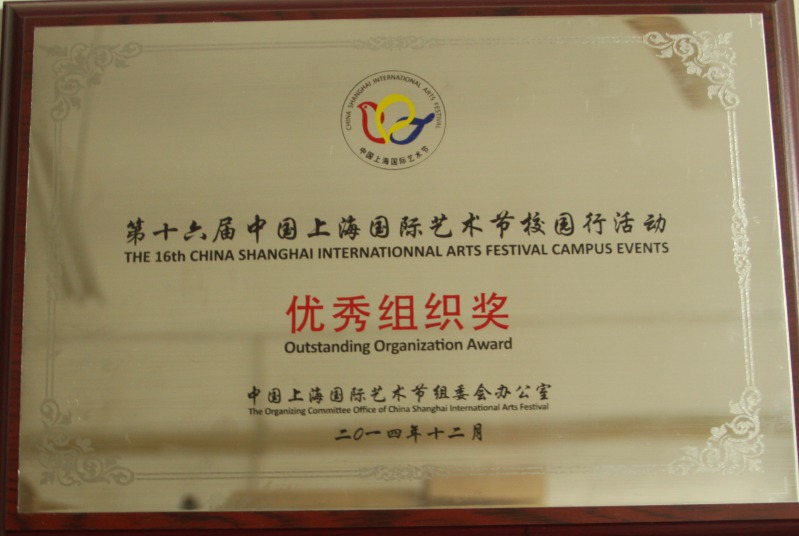 CHINA SHANGHAI INTERNATIONAL ARTS FESTIVAL
中国上海国际艺术节
第十六届中国上海国际艺术节校园行活动
THE 16th CHINA SHANGHAI INTERNATIONNAL ARTS FESTIVAL CAMPUS EVENTS
优秀组织奖
Outstanding Organization Award
中国上海国际艺术节组委会办公室
The Organizing Committee Office of China Shanghai International Arts Festival
二〇一四年十二月